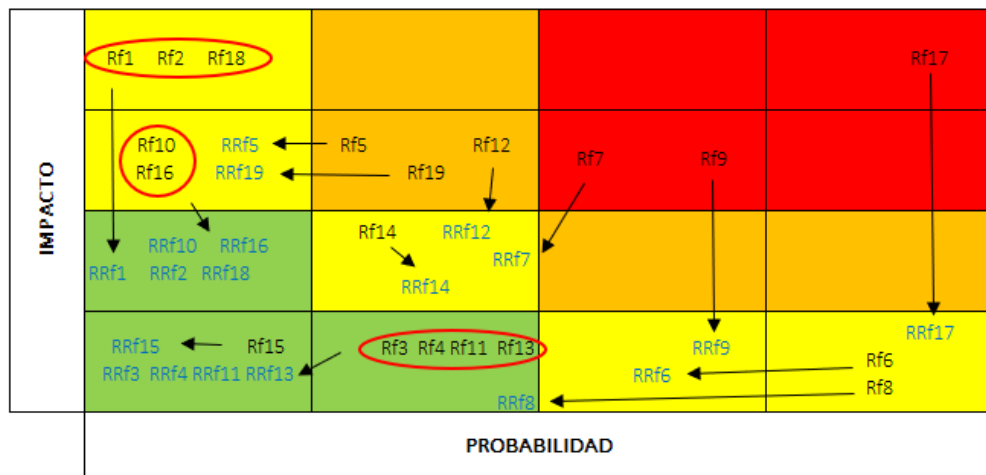 IMPACTO
Rf1 Rf2 Rf18 Rf17
Rf10 RRf5 Rf5 Rf12
Rf16 RRf19 Rf19 Rf7 Rf9
RRf10 RRf16 Rf14 RRf12
RRf1 RRf2 RRf18 RRf14 RRf7
RRf15 Rf15 Rf3 Rf4 Rf11 Rf13 RRf9 RRf17
RRf3 RRf4 RRf11 RRf13 RRf6 Rf6
RRf8 Rf8
PROBABILIDAD